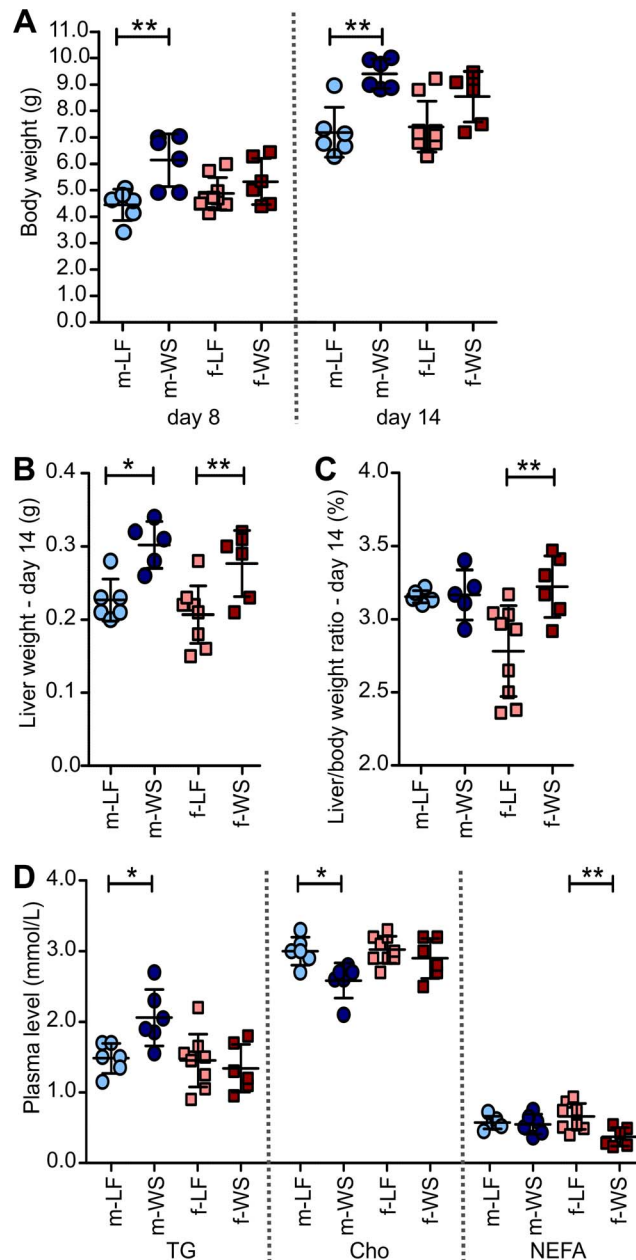 A
Body weight (g)
11.0
10.0
9.0
8.0
7.0
6.0
5.0
4.0
3.0
2.0
1.0
0.0
**
**
m-LF m-WS f-LF f-WS m-LF m-WS f-LF f-WS
day 8 day 14
B
Liver weight - day 14 (g)
0.4
0.3
0.2
0.1
0.0
*
**
m-LF m-WS f-LF f-WS
C
Liver/body weight ratio - day 14 (%)
4.0
3.5
3.0
2.5
2.0
**
m-LF m-WS f-LF f-WS
D
Plasma level (mmol/L)
4.0
3.0
2.0
1.0
0.0
*
*
**
m-LF m-WS f-LF f-WS m-LF m-WS f-LF f-WS m-LF m-WS f-LF f-WS
TG Cho NEFA